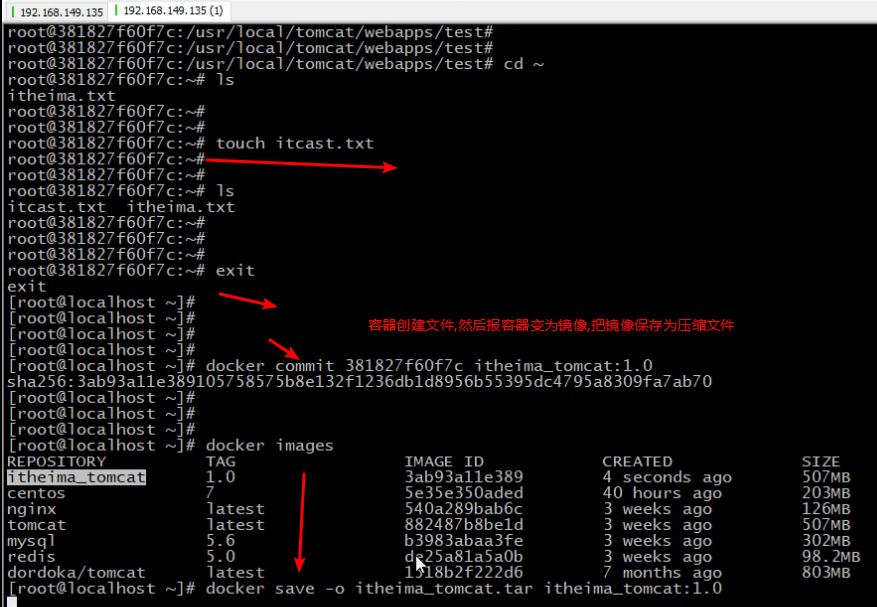 192.168.149.135
192.168.149.135 (1)
root@381827f60f7c:/usr/local/tomcat/webapps/test#
root@381827f60f7c:/usr/local/tomcat/webapps/test#
root@381827f60f7c:/usr/local/tomcat/webapps/test# cd ~
root@381827f60f7c:~# ls
itheima.txt
root@381827f60f7c:~#
root@381827f60f7c:~#
root@381827f60f7c:~# touch itcast.txt
root@381827f60f7c:~#
root@381827f60f7c:~#
root@381827f60f7c:~# ls
itcast.txt  itheima.txt
root@381827f60f7c:~#
root@381827f60f7c:~#
root@381827f60f7c:~#
root@381827f60f7c:~# exit
exit
[root@localhost ~]#
[root@localhost ~]#
容器创建文件,然后报容器变为镜像,把镜像保存为压缩文件
[root@localhost ~]#
[root@localhost ~]#
[root@localhost ~]# docker commit 381827f60f7c itheima_tomcat:1.0
sha256:3ab93a11e389105758575b8e132f1236db1d8956b55395dc4795a8309fa7ab70
[root@localhost ~]#
[root@localhost ~]#
[root@localhost ~]#
[root@localhost ~]# docker images
REPOSITORY TAG IMAGE ID CREATED SIZE
itheima_tomcat 1.0 3ab93a11e389 4 seconds ago 507MB
centos 7 5e35e350aded 40 hours ago 203MB
nginx latest 540a289bab6c 3 weeks ago 126MB
tomcat latest 882487b8be1d 3 weeks ago 507MB
mysql 5.6 b3983abaa3fe 3 weeks ago 302MB
redis 5.0 de25a81a5a0b 3 weeks ago 98.2MB
dordoka/tomcat latest 1518b2f222d6 7 months ago 803MB
[root@localhost ~]# docker save -o itheima_tomcat.tar itheima_tomcat:1.0